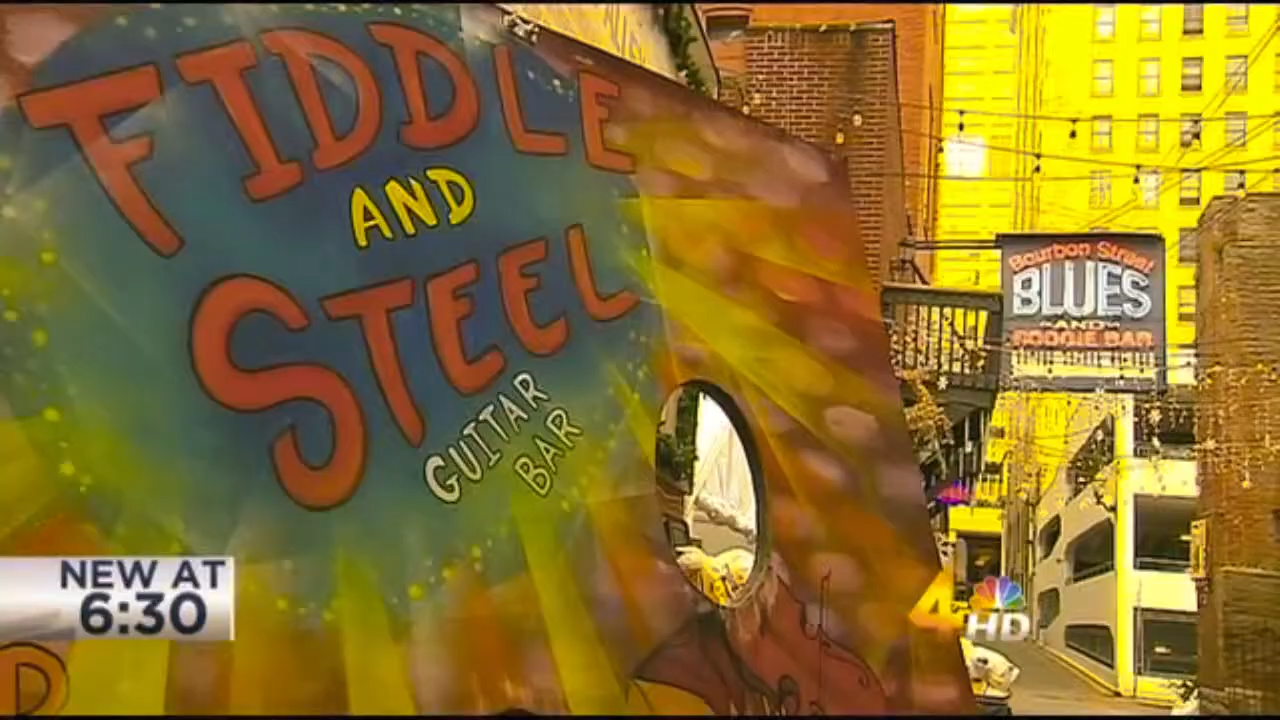 FIDDLE
AND
STEEL
GUITAR
BAR
Bourbon Street
BLUES
AND
BOOGIE BAR
NEW AT
6:30
4
HD
D